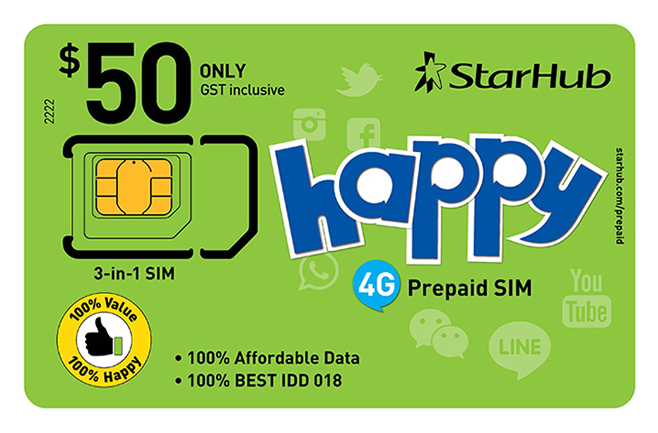 $50 ONLY
GST inclusive
2222
StarHub
happy
starhub.com/prepaid
3-in-1 SIM
4G Prepaid SIM
You
Tube
LINE
100% Value
100% Happy
• 100% Affordable Data
• 100% BEST IDD 018